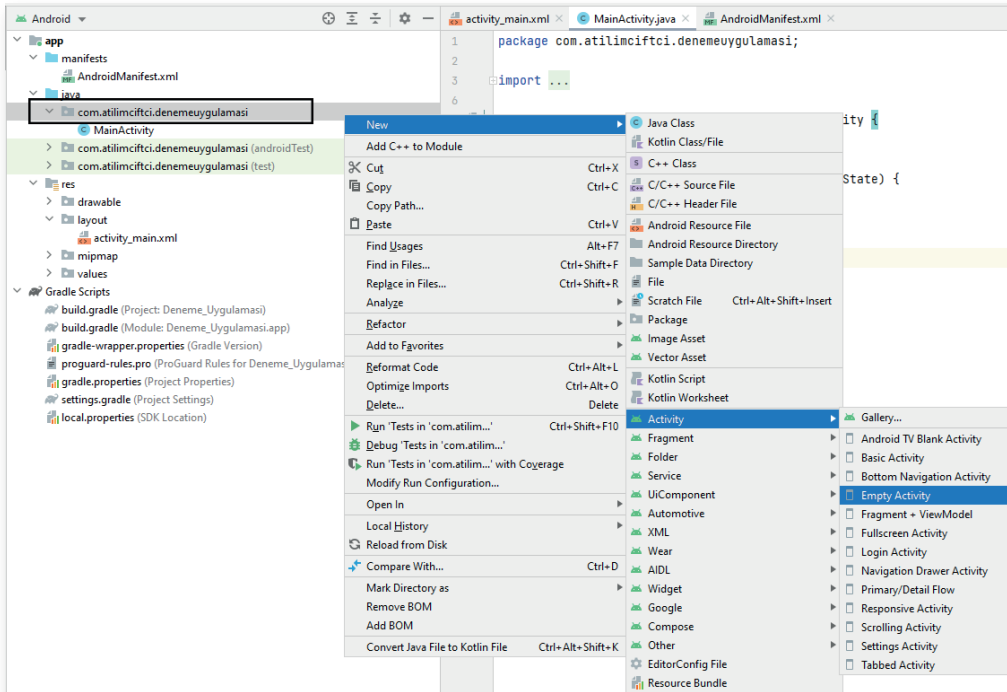 Android
activity_main.xml
MainActivity.java
AndroidManifest.xml
app
manifests
AndroidManifest.xml
java
com.atilimciftci.denemeuygulamasi
MainActivity
com.atilimciftci.denemeuygulamasi (androidTest)
com.atilimciftci.denemeuygulamasi (test)
res
drawable
layout
activity_main.xml
mipmap
values
Gradle Scripts
build.gradle (Project: Deneme_Uygulamasi)
build.gradle (Module: Deneme_Uygulamasi.app)
gradle-wrapper.properties (Gradle Version)
proguard-rules.pro (ProGuard Rules for Deneme_Uygulamas
gradle.properties (Project Properties)
settings.gradle (Project Settings)
local.properties (SDK Location)
1 package com.atilimciftci.denemeuygulamasi;
2
3 import ...
6
ity {
State) {
New
Add C++ to Module
Cut Ctrl+X
Copy Ctrl+C
Copy Path...
Paste Ctrl+V
Find Usages Alt+F7
Find in Files... Ctrl+Shift+F
Replace in Files... Ctrl+Shift+R
Analyze
Refactor
Add to Favorites
Reformat Code Ctrl+Alt+L
Optimize Imports Ctrl+Alt+O
Delete... Delete
Run 'Tests in 'com.atilim...' Ctrl+Shift+F10
Debug 'Tests in 'com.atilim...'
Run 'Tests in 'com.atilim...' with Coverage
Modify Run Configuration...
Open In
Local History
Reload from Disk
Compare With... Ctrl+D
Mark Directory as
Remove BOM
Add BOM
Convert Java File to Kotlin File Ctrl+Alt+Shift+K
Java Class
Kotlin Class/File
C++ Class
C/C++ Source File
C/C++ Header File
Android Resource File
Android Resource Directory
Sample Data Directory
File
Scratch File Ctrl+Alt+Shift+Insert
Package
Image Asset
Vector Asset
Kotlin Script
Kotlin Worksheet
Activity
Fragment
Folder
Service
UiComponent
Automotive
XML
Wear
AIDL
Widget
Google
Compose
Other
EditorConfig File
Resource Bundle
Gallery...
Android TV Blank Activity
Basic Activity
Bottom Navigation Activity
Empty Activity
Fragment + ViewModel
Fullscreen Activity
Login Activity
Navigation Drawer Activity
Primary/Detail Flow
Responsive Activity
Scrolling Activity
Settings Activity
Tabbed Activity